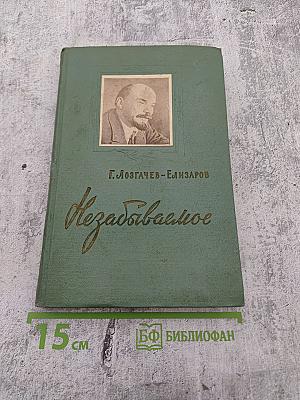 Г. Лозгачев-Елизаров
Незабываемое
15 см
БФ БИБЛИОФАН